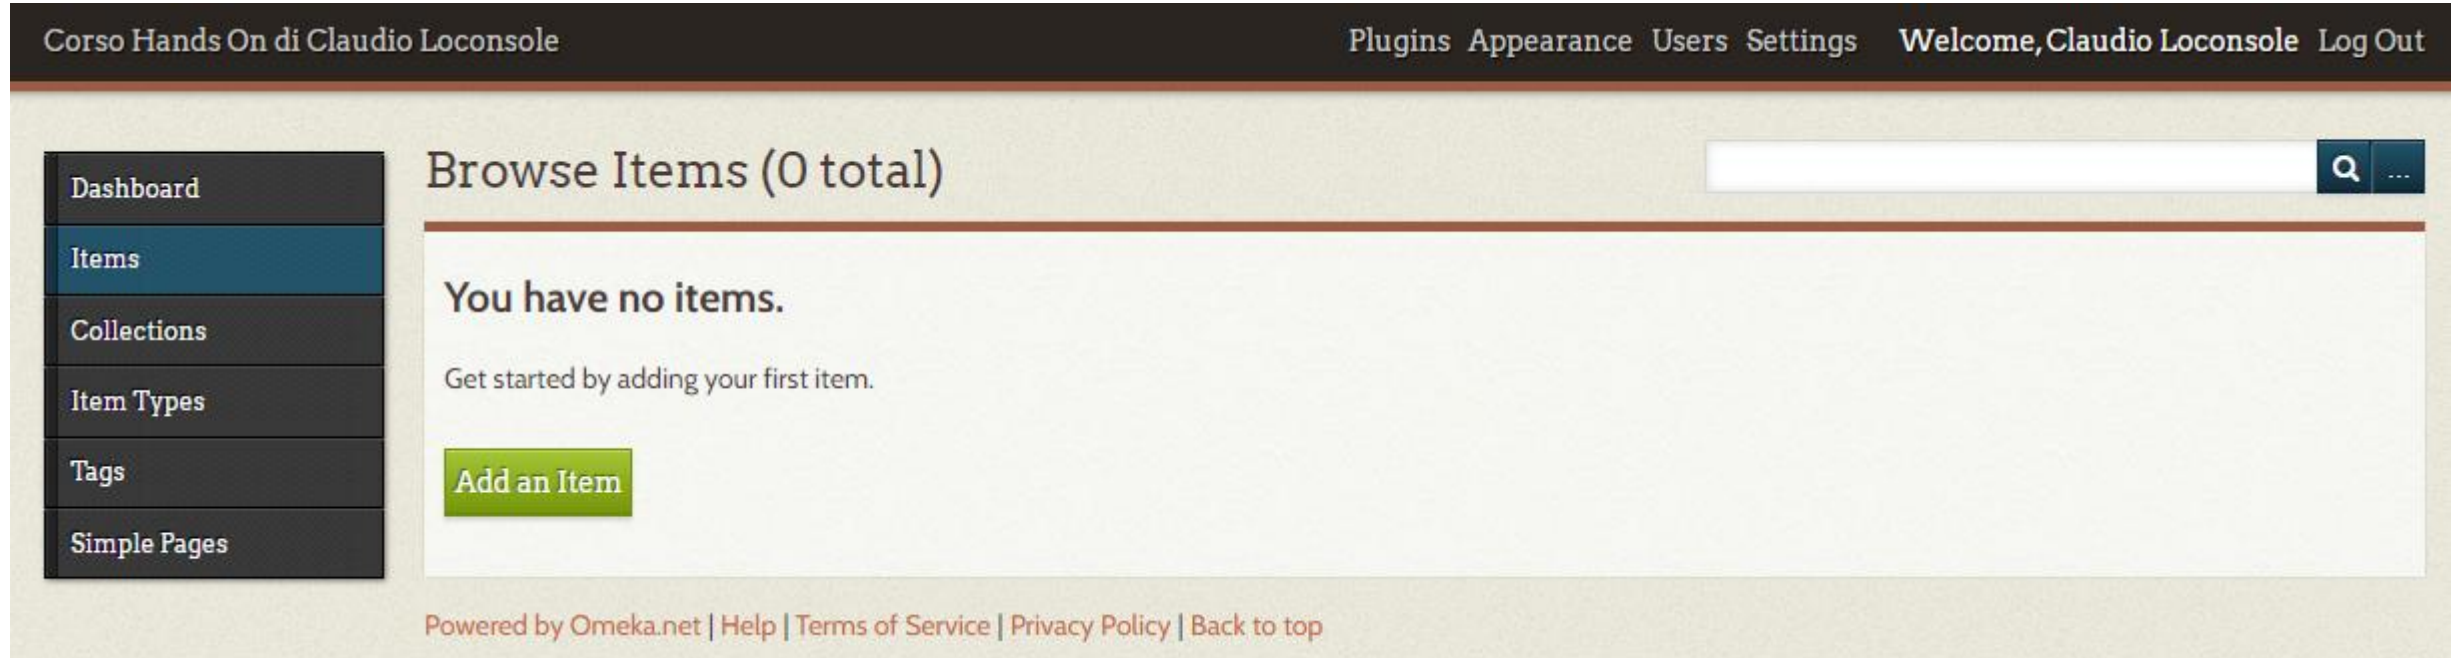 Corso Hands On di Claudio Loconsole
Plugins Appearance Users Settings Welcome, Claudio Loconsole Log Out
Dashboard
Items
Collections
Item Types
Tags
Simple Pages
Browse Items (0 total)
...
You have no items.
Get started by adding your first item.
Add an Item
Powered by Omeka.net | Help | Terms of Service | Privacy Policy | Back to top